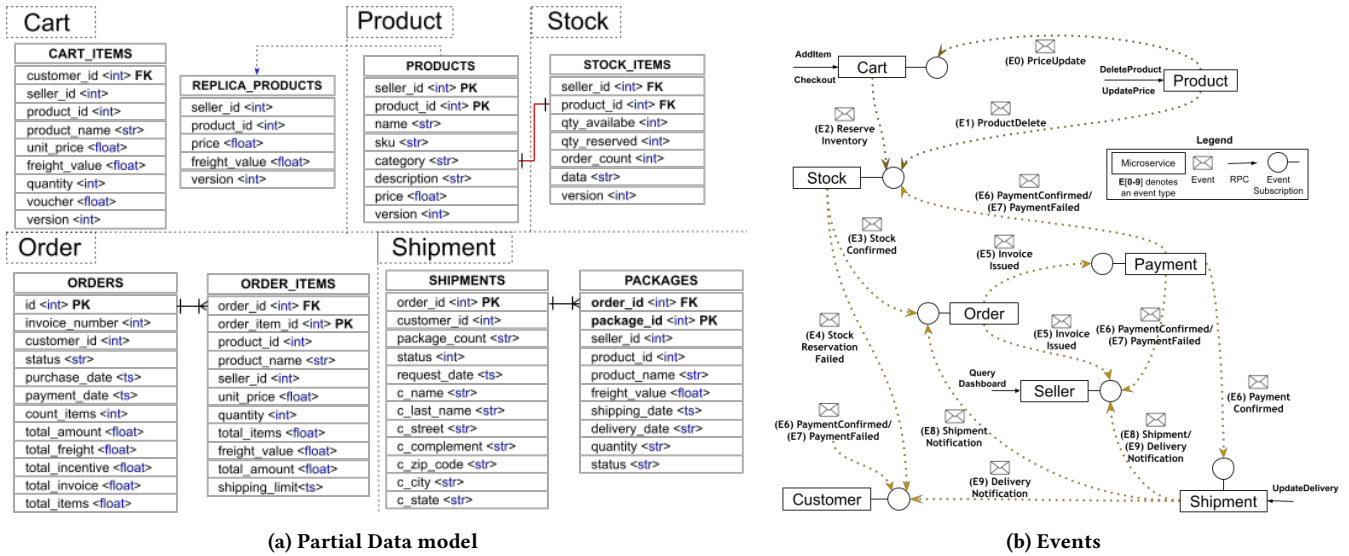 Cart
CART_ITEMS
customer_id <int> FK
seller_id <int>
product_id <int>
product_name <str>
unit_price <float>
freight_value <float>
quantity <int>
voucher <float>
version <int>
REPLICA_PRODUCTS
seller_id <int>
product_id <int>
price <float>
freight_value <float>
version <int>
Product
PRODUCTS
seller_id <int> PK
product_id <int> PK
name <str>
sku <str>
category <str>
description <str>
price <float>
version <int>
Stock
STOCK_ITEMS
seller_id <int> FK
product_id <int> FK
qty_availabe <int>
qty_reserved <int>
order_count <int>
data <str>
version <int>
Order
ORDERS
id <int> PK
invoice_number <int>
customer_id <int>
status <str>
purchase_date <ts>
payment_date <ts>
count_items <int>
total_amount <float>
total_freight <float>
total_incentive <float>
total_invoice <float>
total_items <float>
ORDER_ITEMS
order_id <int> FK
order_item_id <int> PK
product_id <int>
product_name <str>
seller_id <int>
unit_price <float>
quantity <int>
total_items <float>
freight_value <float>
total_amount <float>
shipping_limit<ts>
Shipment
SHIPMENTS
order_id <int> PK
customer_id <int>
package_count <str>
status <int>
request_date <ts>
c_name <str>
c_last_name <str>
c_street <str>
c_complement <str>
c_zip_code <str>
c_city <str>
c_state <str>
PACKAGES
order_id <int> FK
package_id <int> PK
seller_id <int>
product_id <int>
product_name <str>
freight_value <float>
shipping_date <ts>
delivery_date <str>
quantity <str>
status <str>
(a) Partial Data model
AddItem
Checkout
Cart
(E0) PriceUpdate
DeleteProduct
UpdatePrice
Product
(E2) Reserve
Inventory
(E1) ProductDelete
Legend
Microservice
E[0-9] denotes
an event type
Event
RPC
Event
Subscription
Stock
(E6) PaymentConfirmed/
(E7) PaymentFailed
(E3) Stock
Confirmed
(E5) Invoice
Issued
Payment
Order
(E4) Stock
Reservation
Failed
(E5) Invoice
Issued
(E6) PaymentConfirmed/
(E7) PaymentFailed
Query
Dashboard
Seller
(E6) Payment
Confirmed
(E6) PaymentConfirmed/
(E7) PaymentFailed
(E8) Shipment
Notification
(E8) Shipment/
(E9) Delivery
Notification
(E9) Delivery
Notification
Customer
Shipment
UpdateDelivery
(b) Events